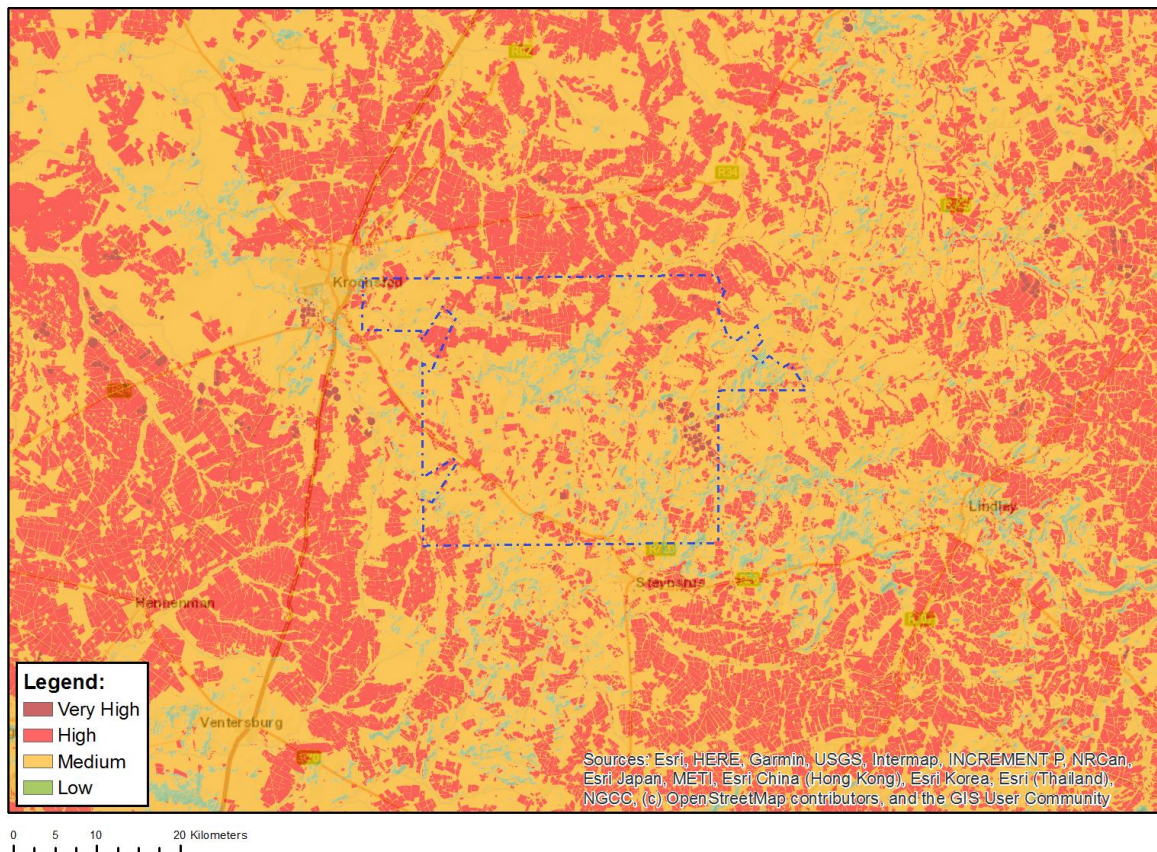 R34
Kroonstad
Lindley
Steynsrus
Hennenman
Ventersburg
Legend:
Very High
High
Medium
Low
Sources: Esri, HERE, Garmin, USGS, Intermap, INCREMENT P, NRCan,
Esri Japan, METI, Esri China (Hong Kong), Esri Korea, Esri (Thailand),
NGCC, (c) OpenStreetMap contributors, and the GIS User Community
0 5 10 20 Kilometers